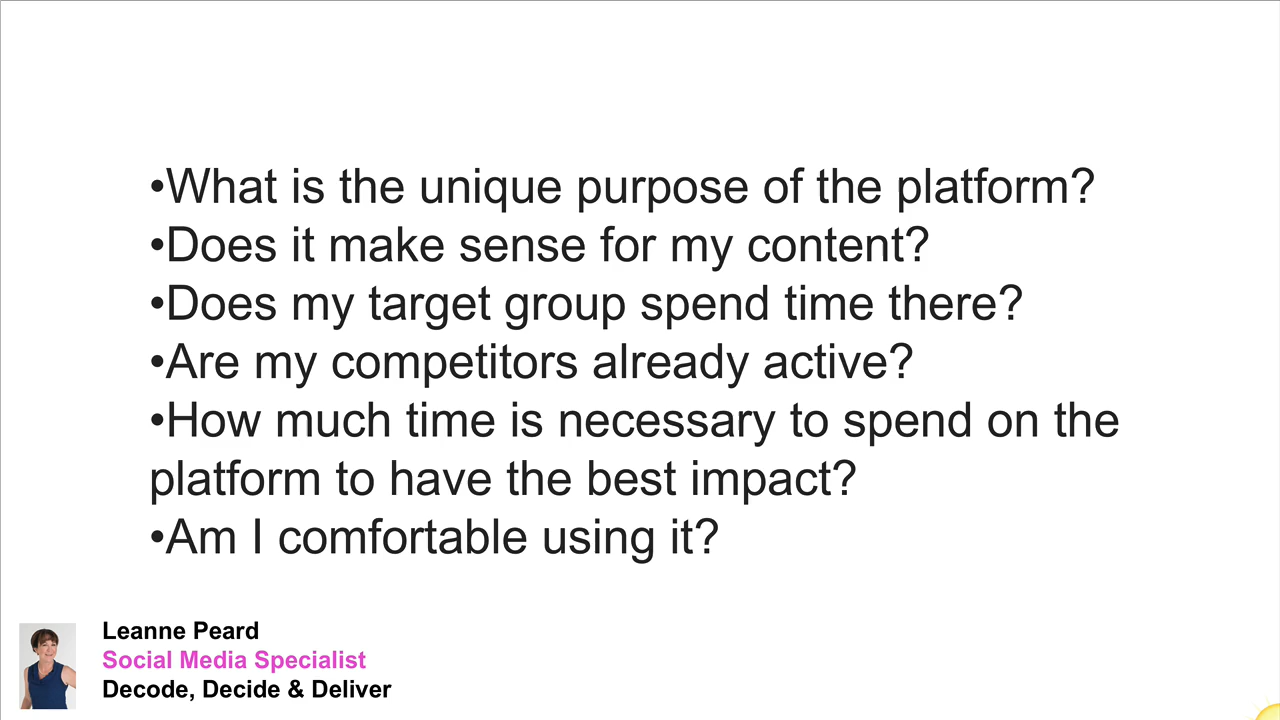 •What is the unique purpose of the platform?
•Does it make sense for my content?
•Does my target group spend time there?
•Are my competitors already active?
•How much time is necessary to spend on the
platform to have the best impact?
•Am I comfortable using it?
Leanne Peard
Social Media Specialist
Decode, Decide & Deliver